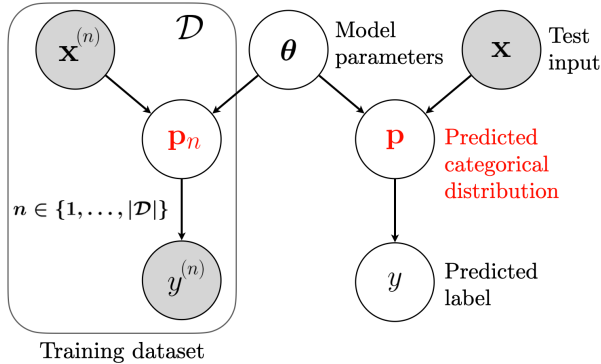 x^(n)
𝒟
θ
Model
parameters
x
Test
input
p_n
p
Predicted
categorical
distribution
n ∈ {1, . . . , |𝒟|}
y^(n)
y
Predicted
label
Training dataset